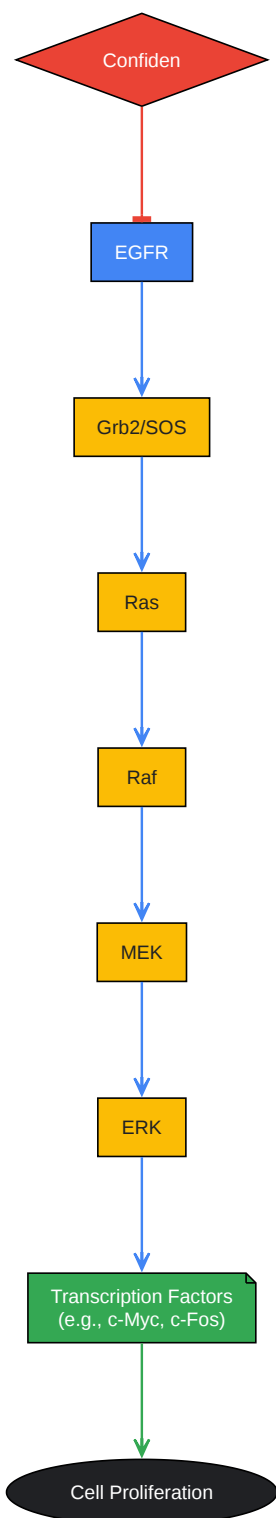 Confiden
EGFR
Grb2/SOS
Ras
Raf
MEK
ERK
Transcription Factors
(e.g., c-Myc, c-Fos)
Cell Proliferation